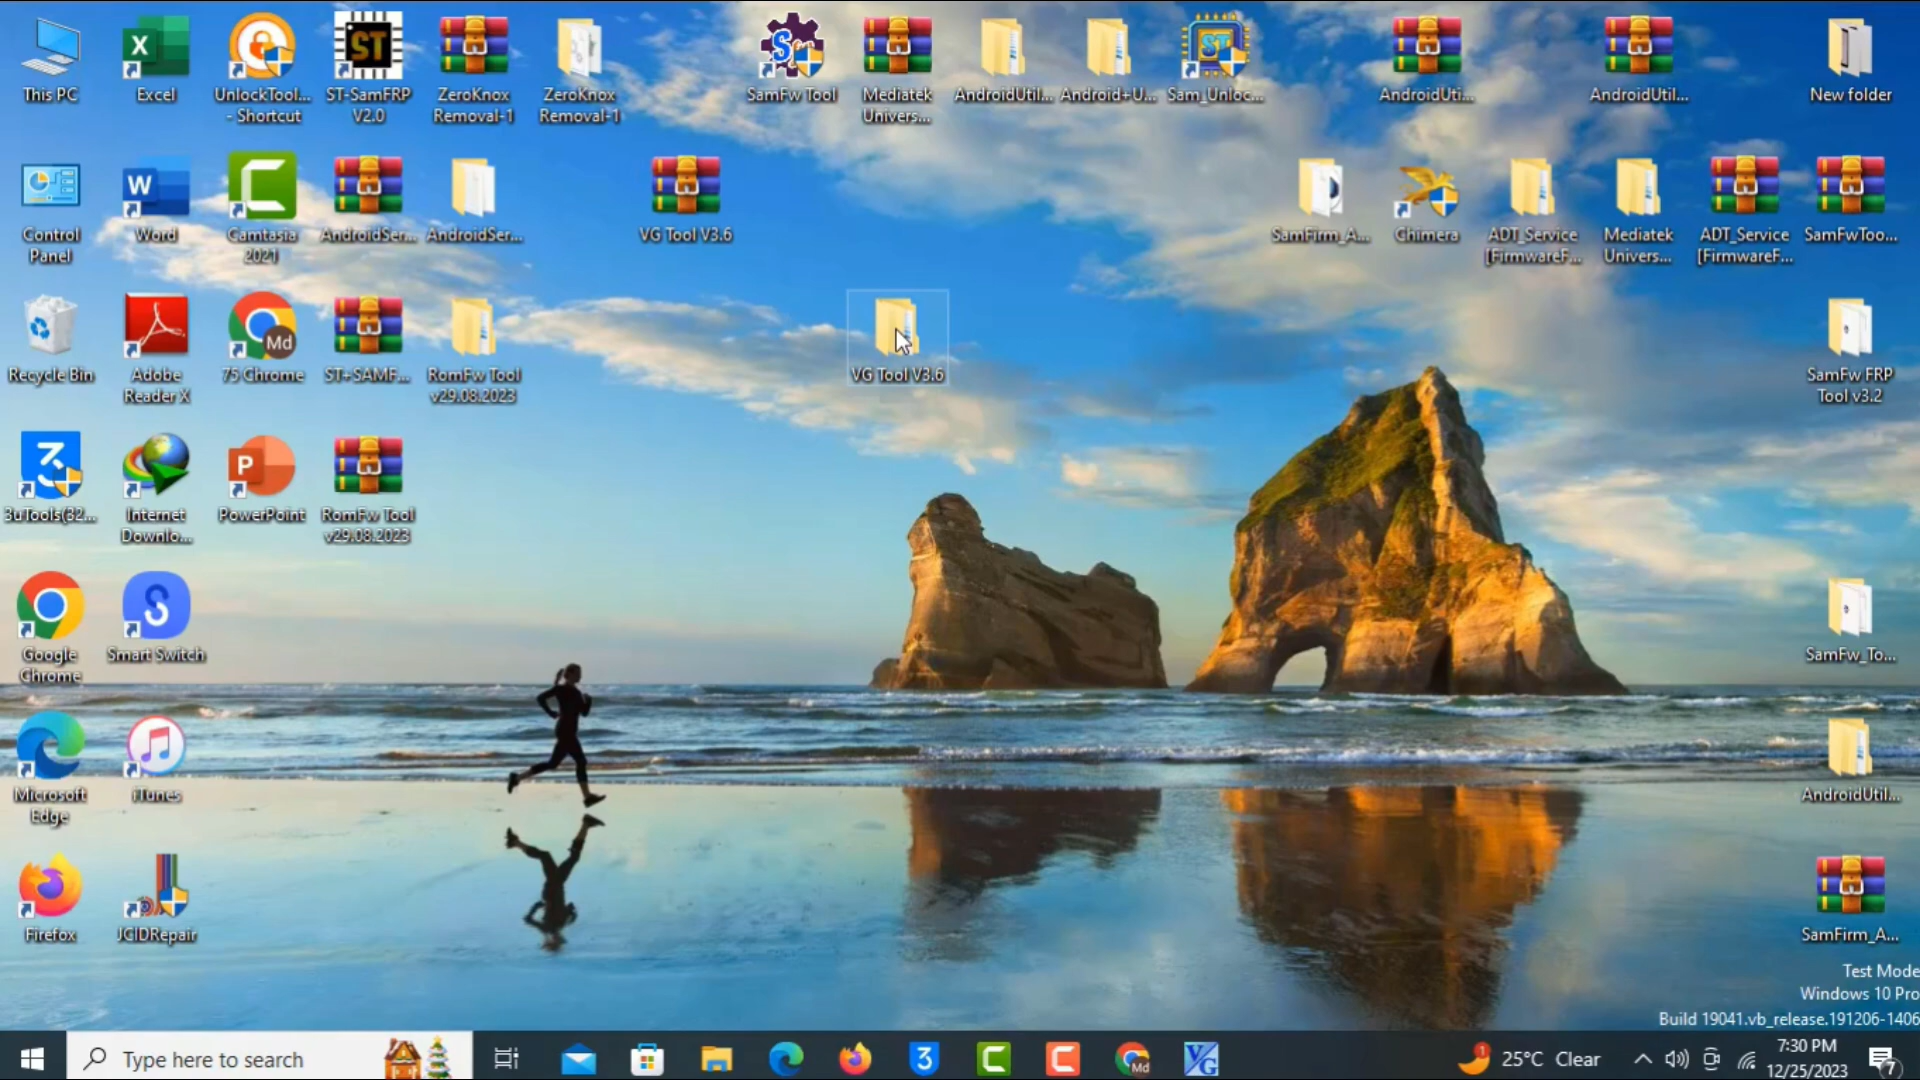 This PC
Excel
UnlockTool...
- Shortcut
ST-SamFRP
V2.0
ZeroKnox
Removal-1
ZeroKnox
Removal-1
SamFw Tool
Mediatek
Univers...
AndroidUtil...
Android+U...
Sam_Unloc...
AndroidUti...
AndroidUtil...
New folder
Control
Panel
Word
Camtasia
2021
AndroidSer...
AndroidSer...
VG Tool V3.6
SamFirm_A...
Chimera
ADT_Service
[FirmwareF...
Mediatek
Univers...
ADT_Service
[FirmwareF...
SamFwToo...
Recycle Bin
Adobe
Reader X
75 Chrome
ST+SAMF...
RomFw Tool
v29.08.2023
VG Tool V3.6
SamFw FRP
Tool v3.2
3uTools(32...
Internet
Downlo...
PowerPoint
RomFw Tool
v29.08.2023
Google
Chrome
Smart Switch
SamFw_To...
Microsoft
Edge
iTunes
AndroidUtil...
Firefox
JCIDRepair
SamFirm_A...
Test Mode
Windows 10 Pro
Build 19041.vb_release.191206-1406
Type here to search
25°C Clear
7:30 PM
12/25/2023
7